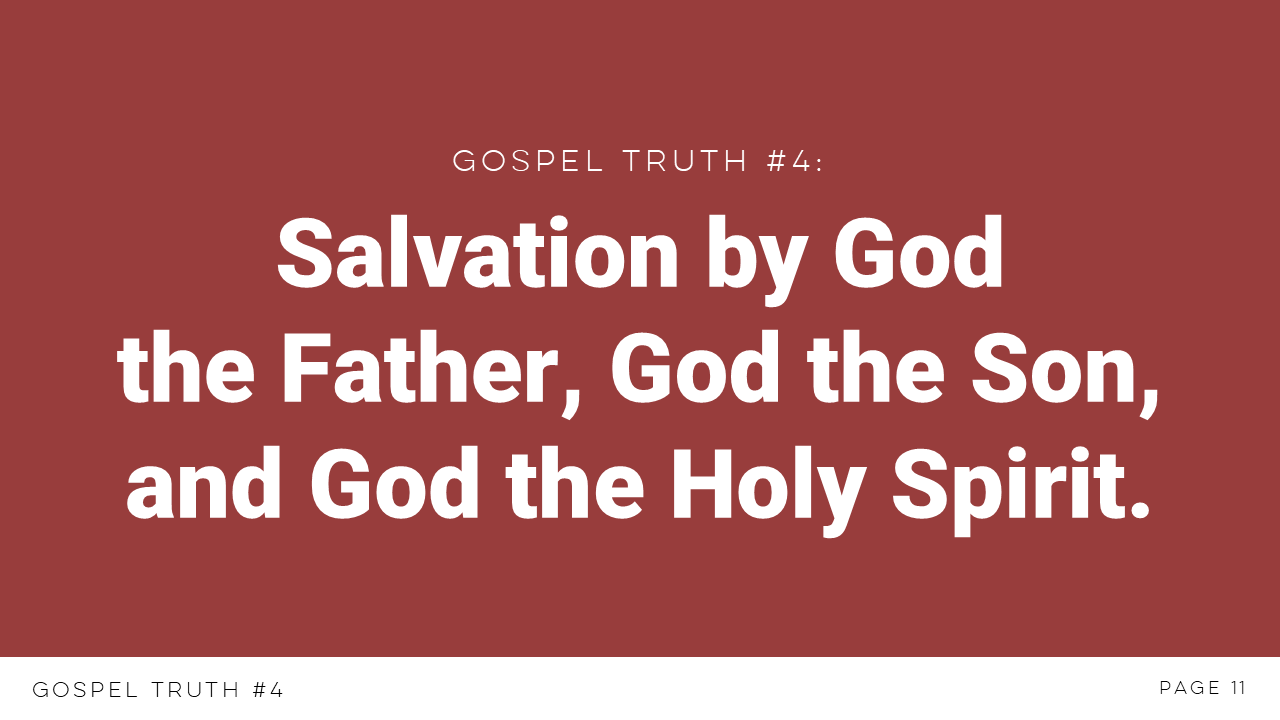 GOSPEL TRUTH #4:
Salvation by God
the Father, God the Son,
and God the Holy Spirit.
GOSPEL TRUTH #4
PAGE 11